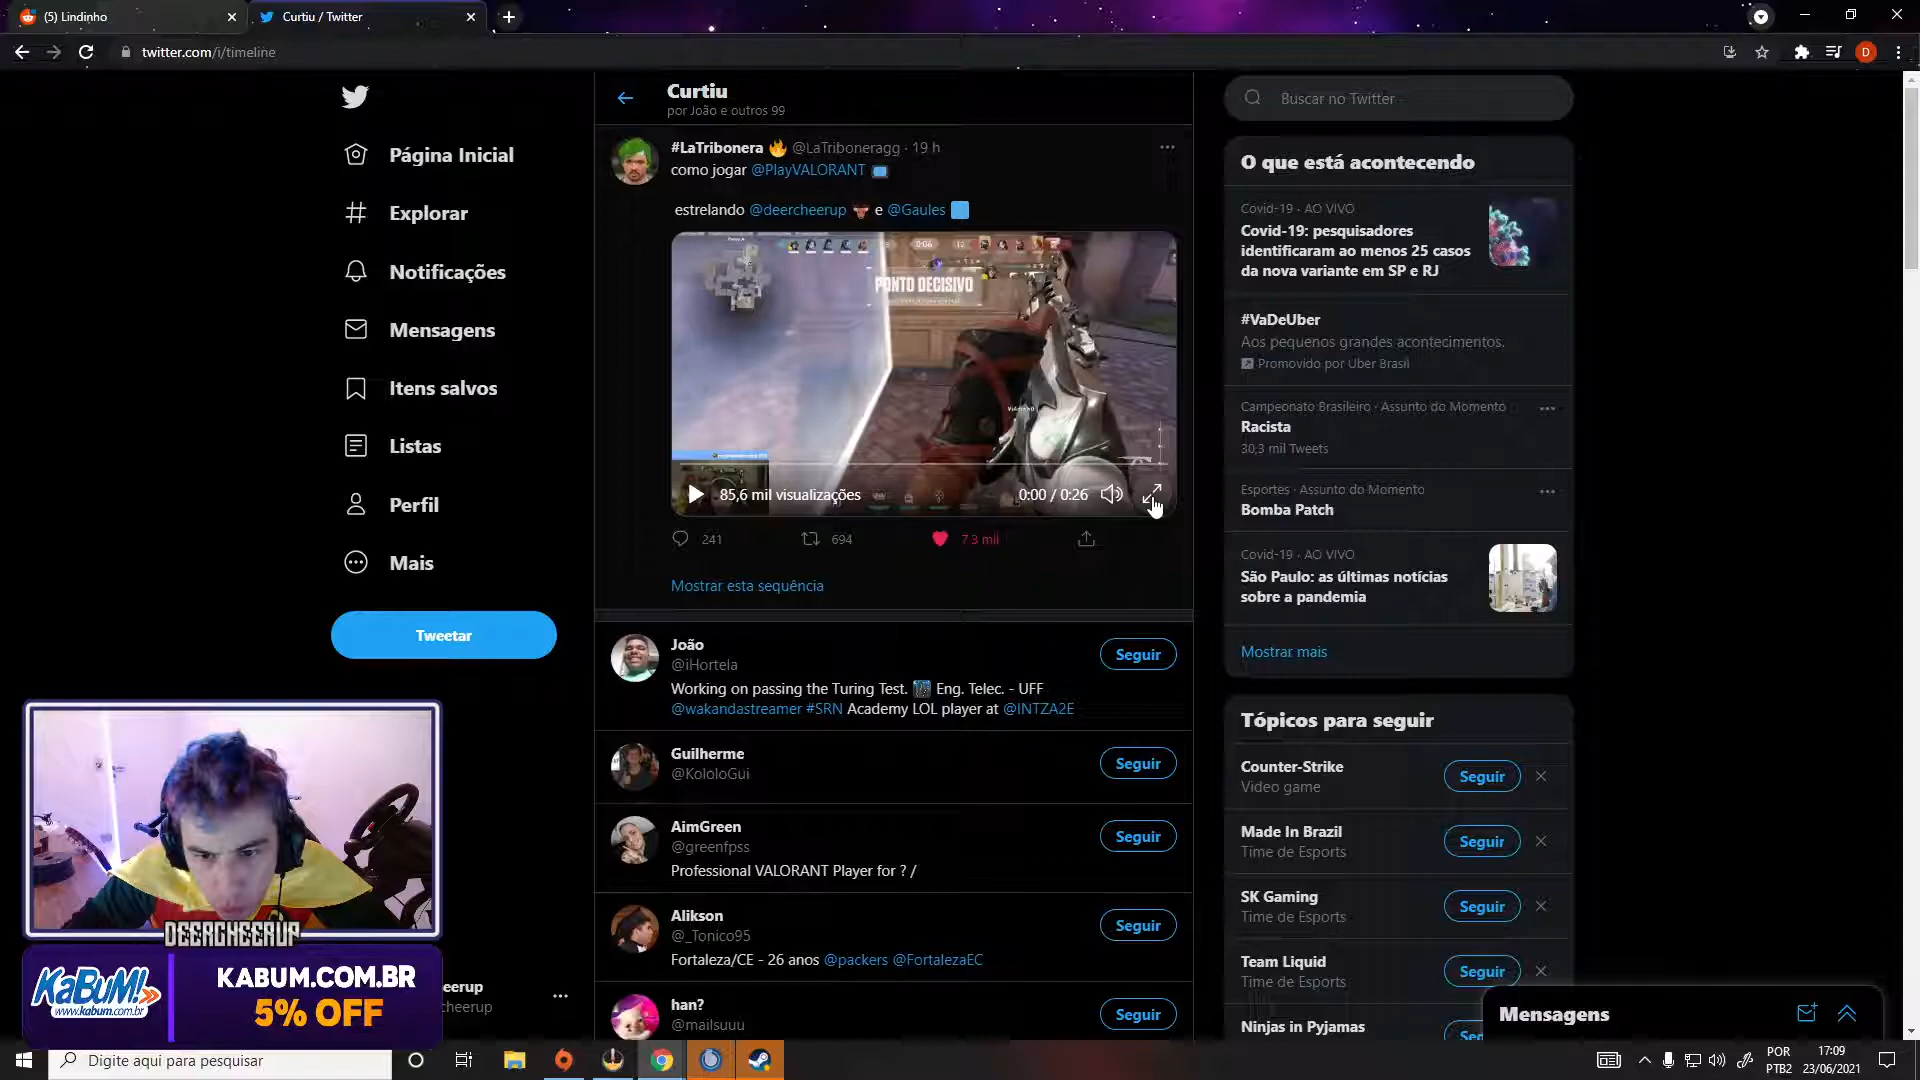 (5) Lindinho
Curtiu / Twitter
twitter.com/i/timeline
Página Inicial
Explorar
Notificações
Mensagens
Itens salvos
Listas
Perfil
Mais
Tweetar
Curtiu
por João e outros 99
#LaTribonera @LaTriboneragg · 19 h
como jogar @PlayVALORANT
estrelando @deercheerup e @Gaules
0:06 12
PONTO DECISIVO
85,6 mil visualizações
0:00 / 0:26
241
694
7 3 mil
Mostrar esta sequência
João
@iHortela
Seguir
Working on passing the Turing Test. Eng. Telec. - UFF
@wakandastreamer #SRN Academy LOL player at @INTZA2E
Guilherme
@KololoGui
Seguir
AimGreen
@greenfpss
Seguir
Professional VALORANT Player for ? /
Alikson
@_Tonico95
Seguir
Fortaleza/CE - 26 anos @packers @FortalezaEC
han?
@mailsuuu
Seguir
Buscar no Twitter
O que está acontecendo
Covid-19 · AO VIVO
Covid-19: pesquisadores
identificaram ao menos 25 casos
da nova variante em SP e RJ
#VaDeUber
Aos pequenos grandes acontecimentos.
Promovido por Uber Brasil
Campeonato Brasileiro · Assunto do Momento
Racista
30,3 mil Tweets
Esportes · Assunto do Momento
Bomba Patch
Covid-19 · AO VIVO
São Paulo: as últimas notícias
sobre a pandemia
Mostrar mais
Tópicos para seguir
Counter-Strike
Video game
Seguir
Made In Brazil
Time de Esports
Seguir
SK Gaming
Time de Esports
Seguir
Team Liquid
Time de Esports
Seguir
Ninjas in Pyjamas
Mensagens
DEERCHEERUP
KaBuM!
www.kabum.com.br
KABUM.COM.BR
5% OFF
eerup
cheerup
Digite aqui para pesquisar
D
POR
PTB2
17:09
23/06/2021